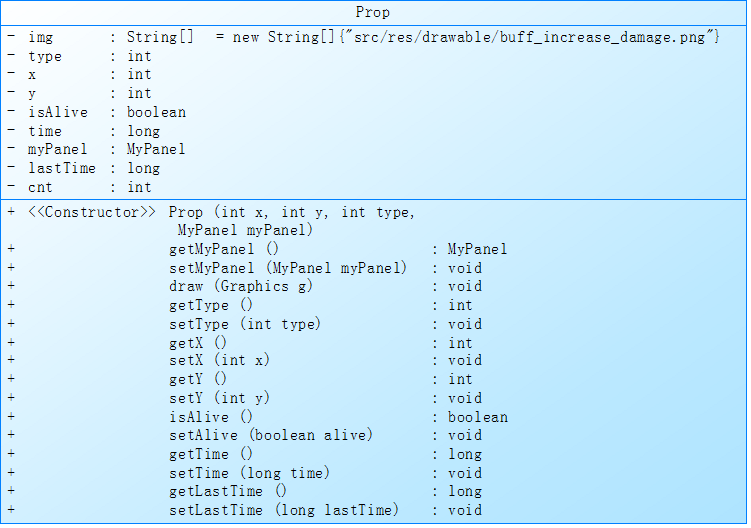 Prop
- img : String[] = new String[]{"src/res/drawable/buff_increase_damage.png"}
- type : int
- x : int
- y : int
- isAlive : boolean
- time : long
- myPanel : MyPanel
- lastTime : long
- cnt : int
+ <<Constructor>> Prop (int x, int y, int type,
MyPanel myPanel)
+ getMyPanel () : MyPanel
+ setMyPanel (MyPanel myPanel) : void
+ draw (Graphics g) : void
+ getType () : int
+ setType (int type) : void
+ getX () : int
+ setX (int x) : void
+ getY () : int
+ setY (int y) : void
+ isAlive () : boolean
+ setAlive (boolean alive) : void
+ getTime () : long
+ setTime (long time) : void
+ getLastTime () : long
+ setLastTime (long lastTime) : void